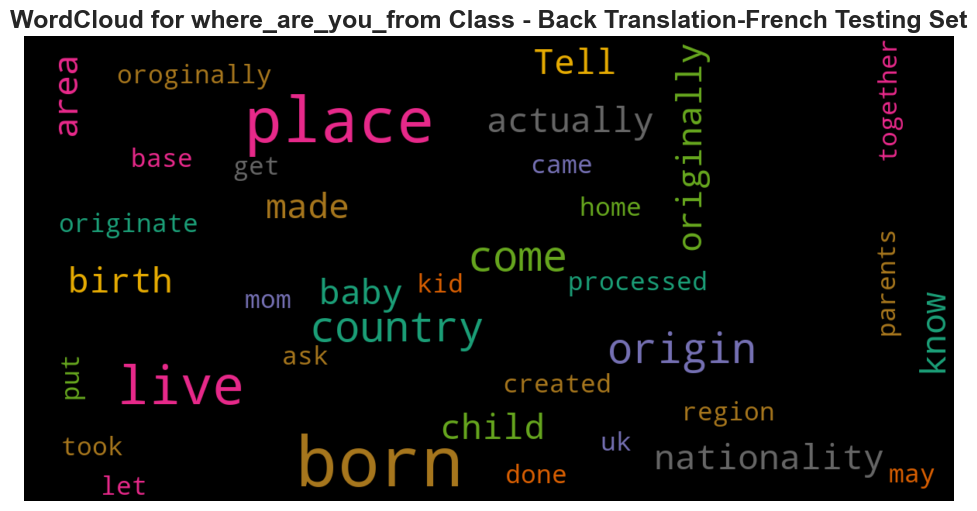 WordCloud for where_are_you_from Class - Back Translation-French Testing Set
area
oroginally
Tell
originally
together
place
actually
base
get
came
made
home
originate
come
birth
baby
kid
processed
mom
parents
country
know
ask
origin
put
live
created
region
child
took
born
uk
nationality
let
done
may